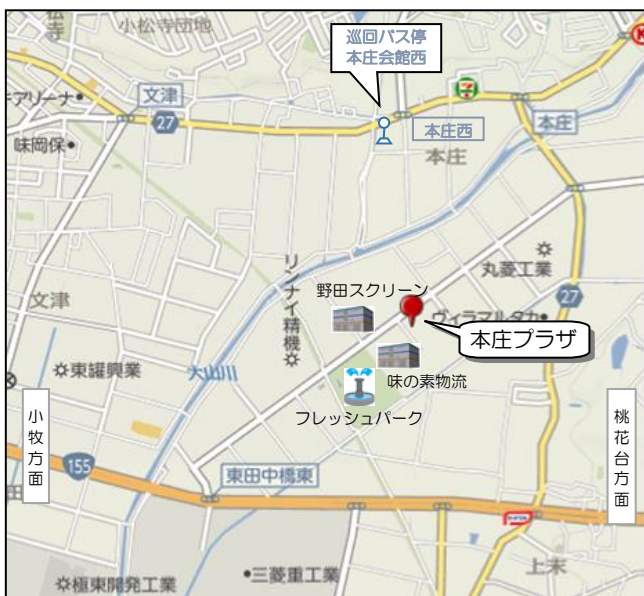 小松寺団地
松寺
巡回バス停
本庄会館西
文津
キアリーナ
27
味岡保
本庄西
本庄
本庄
リンナイ精機
丸菱工業
野田スクリーン
27
文津
ヴィラマルタカ
本庄プラザ
東罐興業
大山川
味の素物流
フレッシュパーク
小牧方面
桃花台方面
155
東田中橋東
田
上末
三菱重工業
極東開発工業